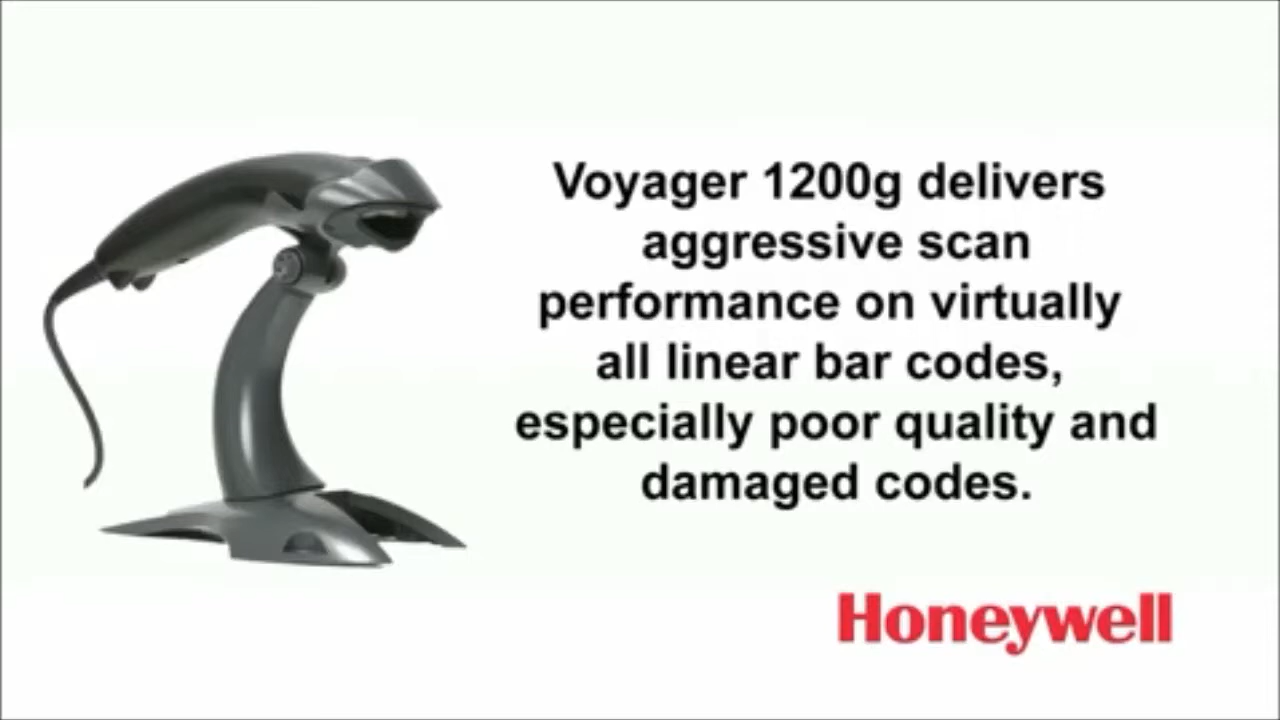 Voyager 1200g delivers
aggressive scan
performance on virtually
all linear bar codes,
especially poor quality and
damaged codes.
Honeywell